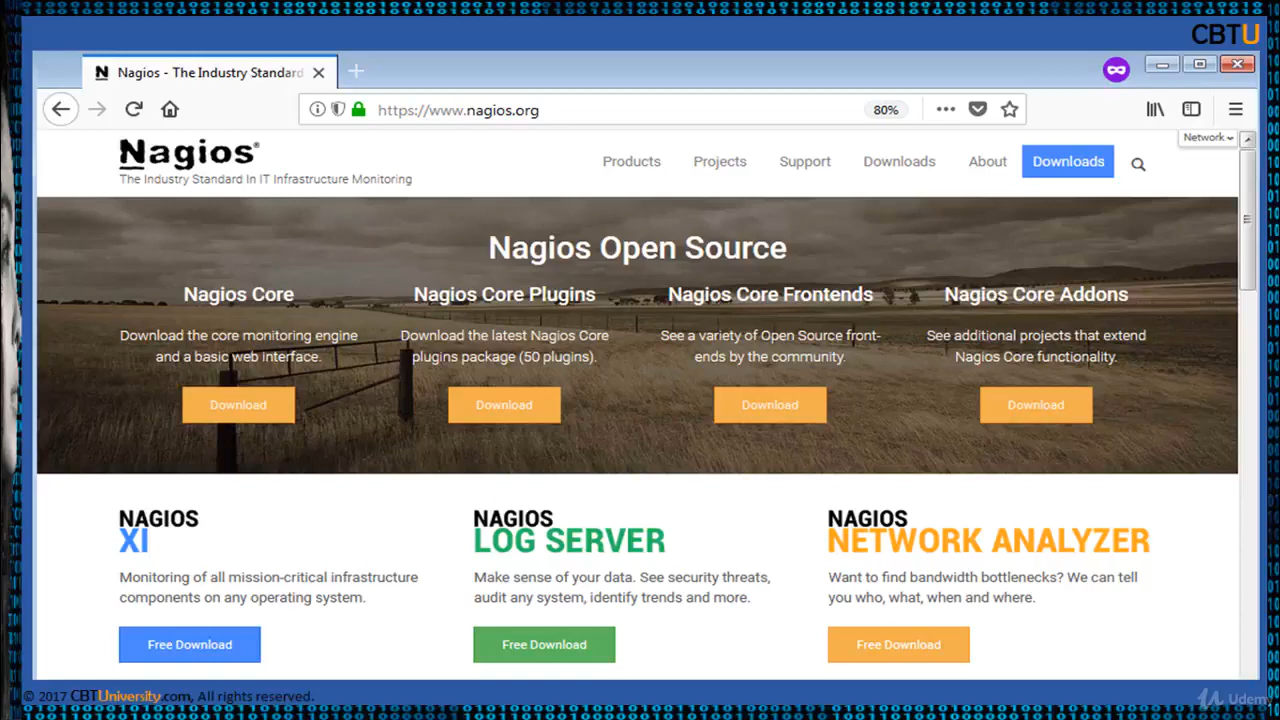 CBTU
Nagios - The Industry Standard
https://www.nagios.org
80%
Network
Nagios®
The Industry Standard In IT Infrastructure Monitoring
Products Projects Support Downloads About Downloads
Nagios Open Source
Nagios Core
Download the core monitoring engine
and a basic web interface.
Download
Nagios Core Plugins
Download the latest Nagios Core
plugins package (50 plugins).
Download
Nagios Core Frontends
See a variety of Open Source front-
ends by the community.
Download
Nagios Core Addons
See additional projects that extend
Nagios Core functionality.
Download
NAGIOS
XI
Monitoring of all mission-critical infrastructure
components on any operating system.
Free Download
NAGIOS
LOG SERVER
Make sense of your data. See security threats,
audit any system, identify trends and more.
Free Download
NAGIOS
NETWORK ANALYZER
Want to find bandwidth bottlenecks? We can tell
you who, what, when and where.
Free Download
© 2017 CBTUniversity.com, All rights reserved.
Udemy